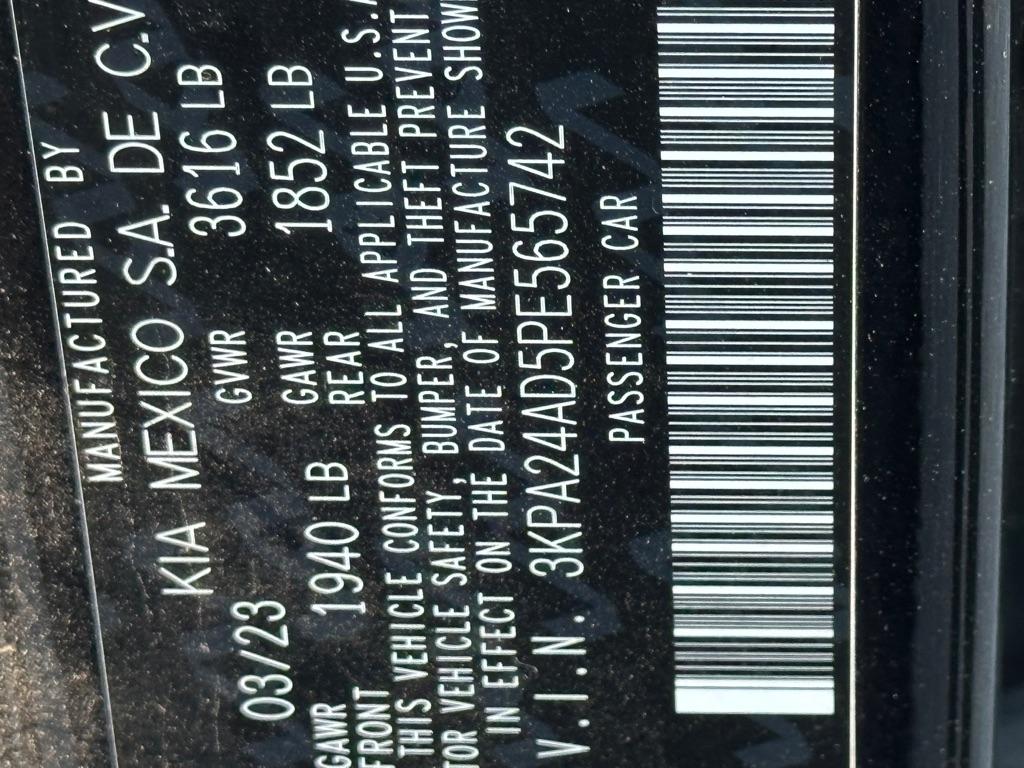 MANUFACTURED BY
KIA MEXICO S.A. DE C.V
03/23 GVWR 3616 LB
GAWR FRONT 1940 LB GAWR REAR 1852 LB
THIS VEHICLE CONFORMS TO ALL APPLICABLE U.S.A
TOR VEHICLE SAFETY, BUMPER, AND THEFT PREVENT
IN EFFECT ON THE DATE OF MANUFACTURE SHOWN
V.I.N. 3KPA24AD5PE565742
PASSENGER CAR